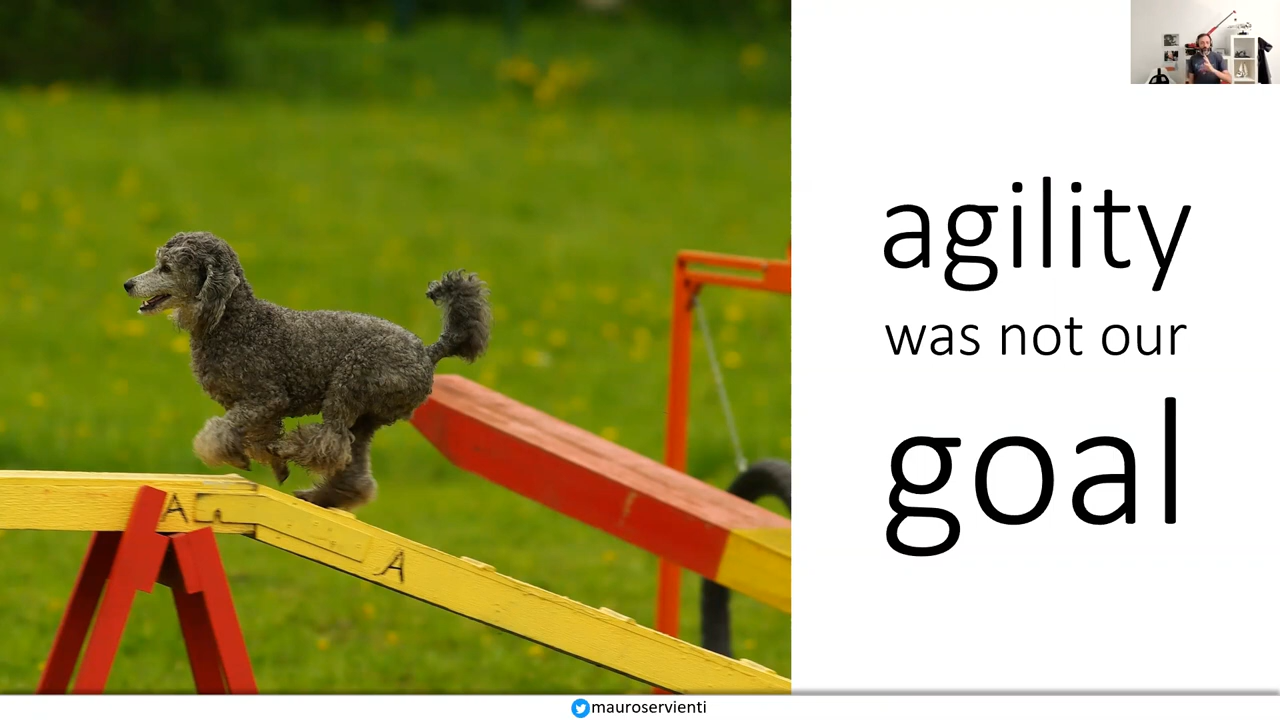 agility
was not our
goal
A
A
mauroservienti